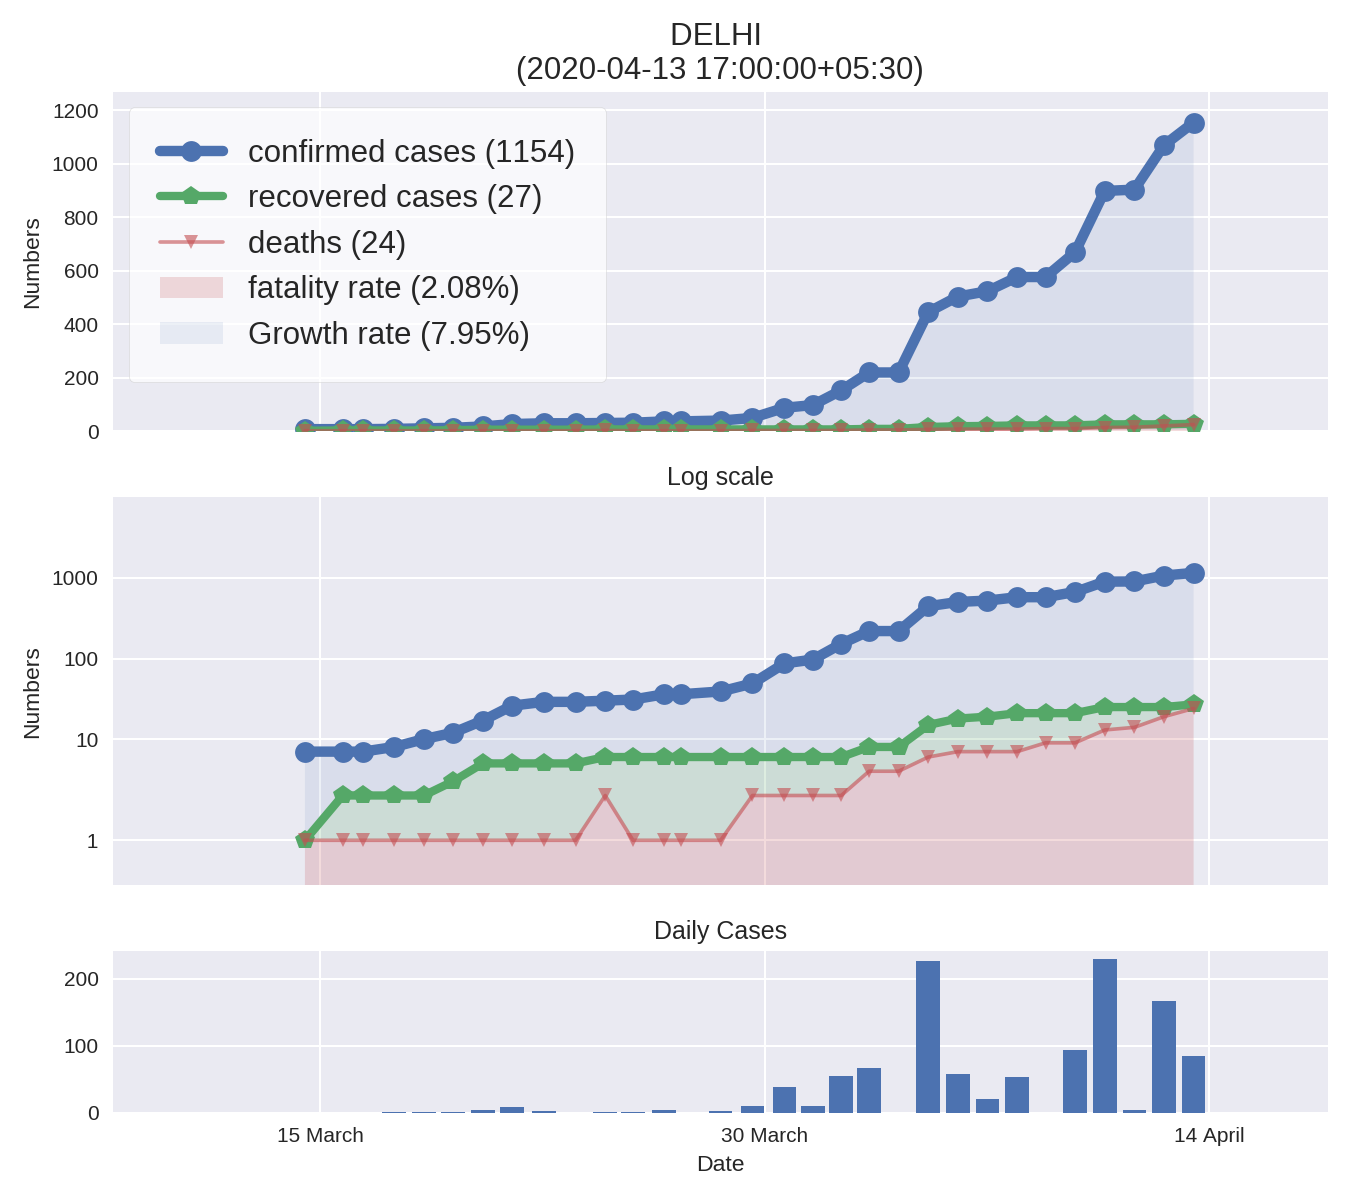 DELHI
(2020-04-13 17:00:00+05:30)
Numbers
1200
1000
800
600
400
200
0
confirmed cases (1154)
recovered cases (27)
deaths (24)
fatality rate (2.08%)
Growth rate (7.95%)
Log scale
Numbers
1000
100
10
1
Daily Cases
200
100
0
15 March
30 March
14 April
Date